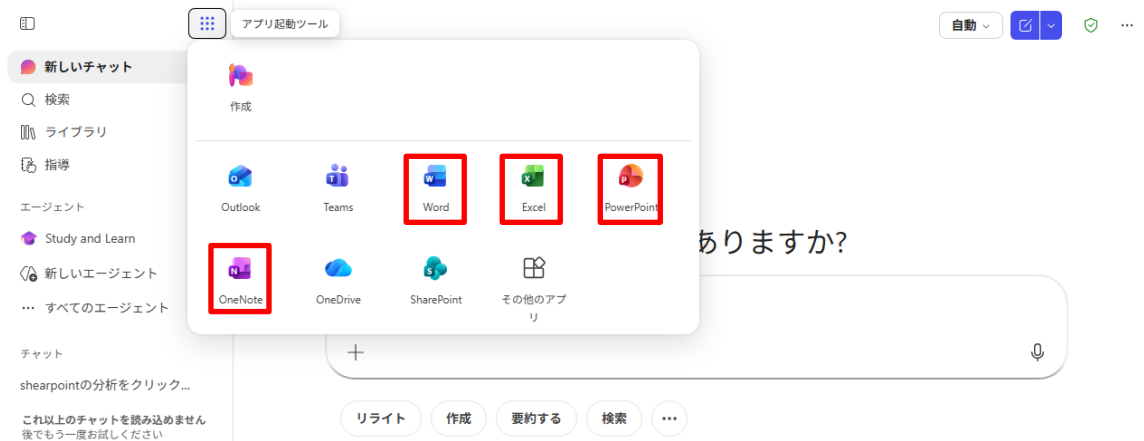 アプリ起動ツール
自動
新しいチャット
検索
ライブラリ
指導
エージェント
Study and Learn
新しいエージェント
すべてのエージェント
チャット
shearpointの分析をクリック...
これ以上のチャットを読み込めません
後でもう一度お試しください
作成
Outlook
Teams
Word
Excel
PowerPoint
OneNote
OneDrive
SharePoint
その他のアプ
リ
ありますか?
リライト
作成
要約する
検索